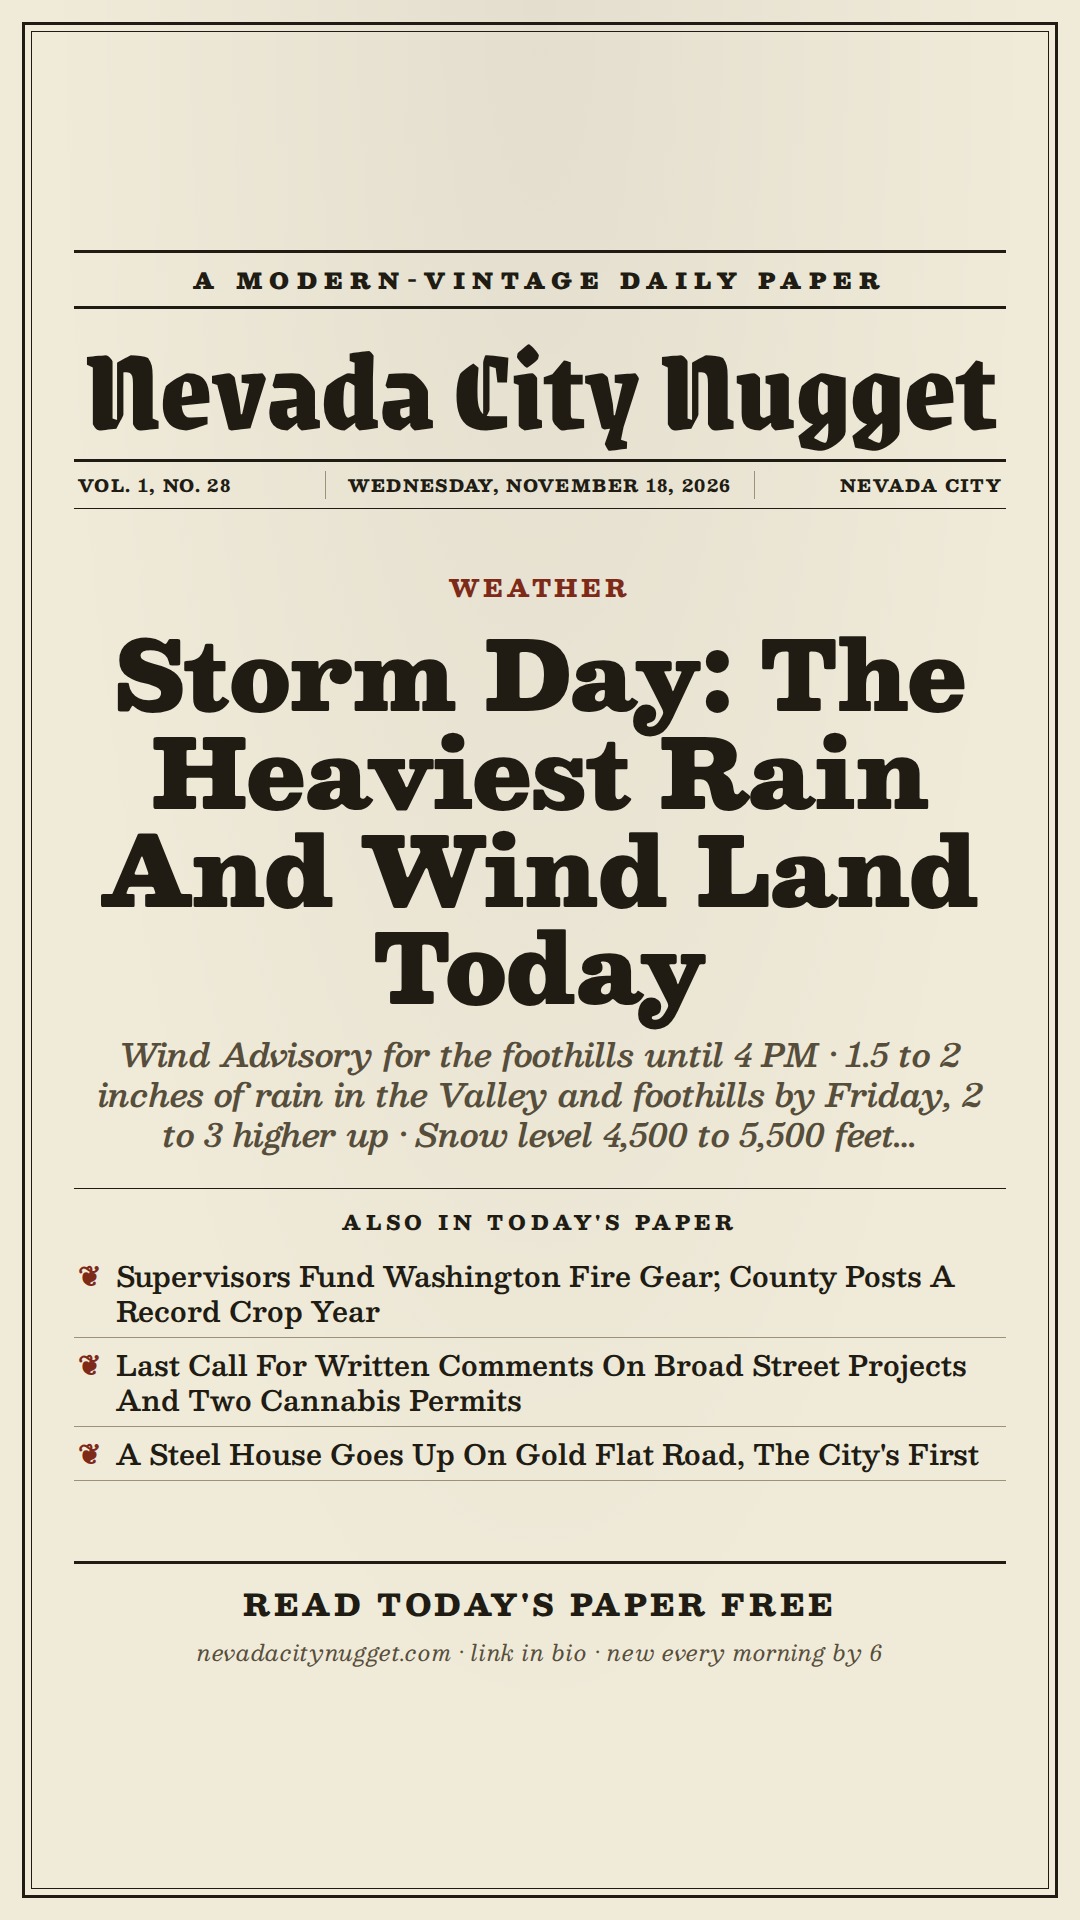 A MODERN-VINTAGE DAILY PAPER
Nevada City Nugget
VOL. 1, NO. 28
WEDNESDAY, NOVEMBER 18, 2026
NEVADA CITY
WEATHER
Storm Day: The
Heaviest Rain
And Wind Land
Today
Wind Advisory for the foothills until 4 PM · 1.5 to 2
inches of rain in the Valley and foothills by Friday, 2
to 3 higher up · Snow level 4,500 to 5,500 feet...
ALSO IN TODAY'S PAPER
❦ Supervisors Fund Washington Fire Gear; County Posts A
Record Crop Year
❦ Last Call For Written Comments On Broad Street Projects
And Two Cannabis Permits
❦ A Steel House Goes Up On Gold Flat Road, The City's First
READ TODAY'S PAPER FREE
nevadacitynugget.com · link in bio · new every morning by 6